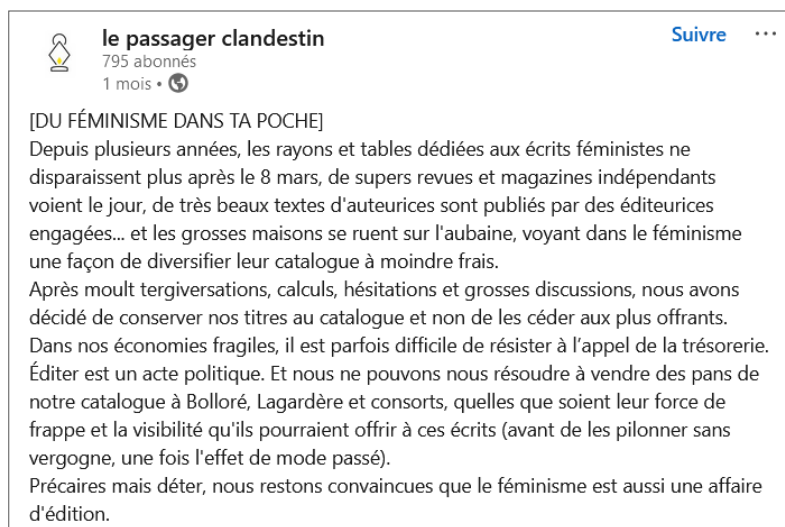 le passager clandestin
Suivre ...
795 abonnés
1 mois •
[DU FÉMINISME DANS TA POCHE]
Depuis plusieurs années, les rayons et tables dédiées aux écrits féministes ne
disparaissent plus après le 8 mars, de supers revues et magazines indépendants
voient le jour, de très beaux textes d'auteurices sont publiés par des éditeurices
engagées... et les grosses maisons se ruent sur l'aubaine, voyant dans le féminisme
une façon de diversifier leur catalogue à moindre frais.
Après moult tergiversations, calculs, hésitations et grosses discussions, nous avons
décidé de conserver nos titres au catalogue et non de les céder aux plus offrants.
Dans nos économies fragiles, il est parfois difficile de résister à l'appel de la trésorerie.
Éditer est un acte politique. Et nous ne pouvons nous résoudre à vendre des pans de
notre catalogue à Bolloré, Lagardère et consorts, quelles que soient leur force de
frappe et la visibilité qu'ils pourraient offrir à ces écrits (avant de les pilonner sans
vergogne, une fois l'effet de mode passé).
Précaires mais déter, nous restons convaincues que le féminisme est aussi une affaire
d'édition.